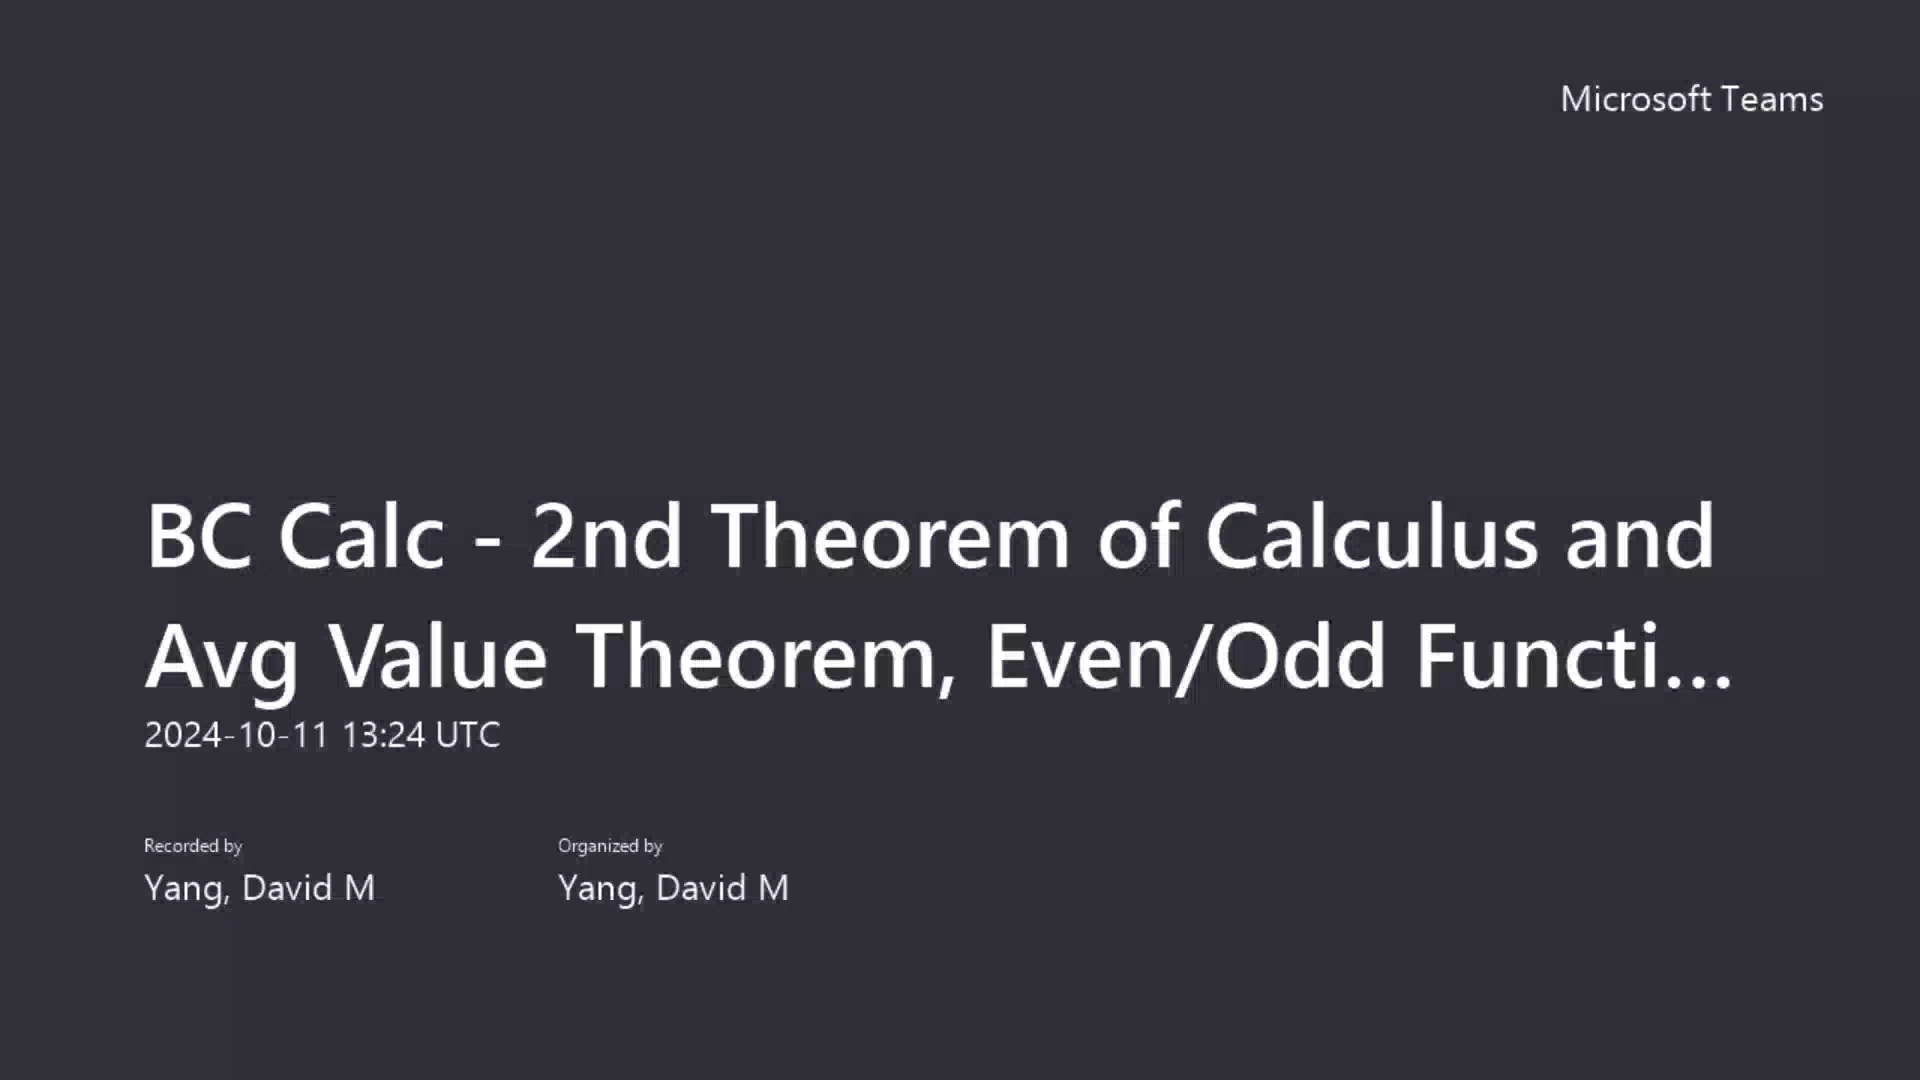 Microsoft Teams
BC Calc - 2nd Theorem of Calculus and
Avg Value Theorem, Even/Odd Functi...
2024-10-11 13:24 UTC
Recorded by
Yang, David M
Organized by
Yang, David M